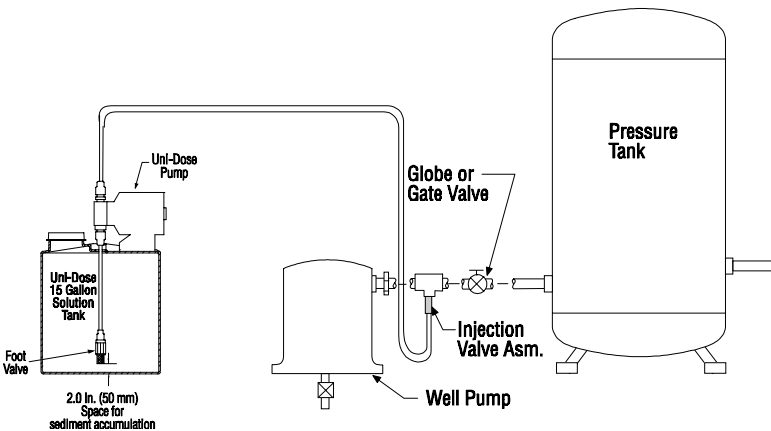 Uni-Dose
Pump
Uni-Dose
15 Gallon
Solution
Tank
Foot
Valve
2.0 In. (50 mm)
Space for
sediment accumulation
Globe or
Gate Valve
Injection
Valve Asm.
Well Pump
Pressure
Tank